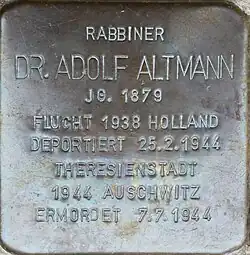 RABBINER
DR. ADOLF ALTMANN
JG. 1879
FLUCHT 1938 HOLLAND
DEPORTIERT 25.2.1944
THERESIENSTADT
1944 AUSCHWITZ
ERMORDET 7.7.1944